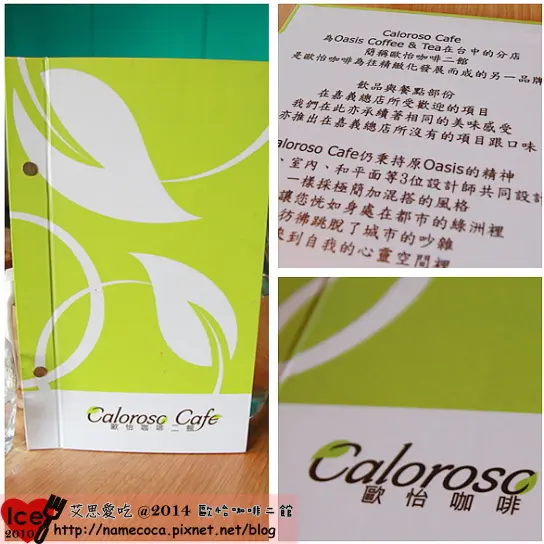 Caloroso Cafe
歐怡咖啡二館
Caloroso Cafe
為Oasis Coffee & Tea在台中的分店
簡稱歐怡咖啡二館
是歐怡咖啡為往精緻化發展而成的另一品牌
飲品與餐點部份
在嘉義總店所受歡迎的項目
我們在此亦承續著相同的美味感受
亦推出在嘉義總店所沒有的項目跟口味
aloroso Cafe仍秉持原Oasis的精神
、室內、和平面等3位設計師共同設計
一樣採極簡加混搭的風格
讓您恍如身處在都市的綠洲裡
彷彿跳脫了城市的吵雜
到自我的心靈空間裡
Caloroso
歐怡咖啡
Ice
2010
艾思愛吃 @2014 歐怡咖啡二館
http://namecoca.pixnet.net/blog